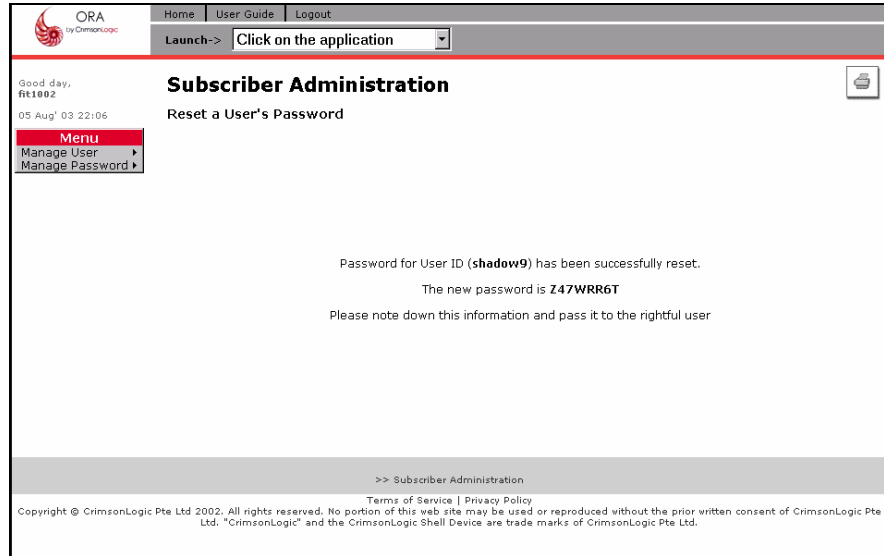 ORA
by CrimsonLogic
Home | User Guide | Logout
Launch-> Click on the application
Good day,
fit1002
05 Aug' 03 22:06
Menu
Manage User
Manage Password
Subscriber Administration
Reset a User's Password
Password for User ID (shadow9) has been successfully reset.
The new password is Z47WRR6T
Please note down this information and pass it to the rightful user
>> Subscriber Administration
Terms of Service | Privacy Policy
Copyright © CrimsonLogic Pte Ltd 2002. All rights reserved. No portion of this web site may be used or reproduced without the prior written consent of CrimsonLogic Pte
Ltd. "CrimsonLogic" and the CrimsonLogic Shell Device are trade marks of CrimsonLogic Pte Ltd.